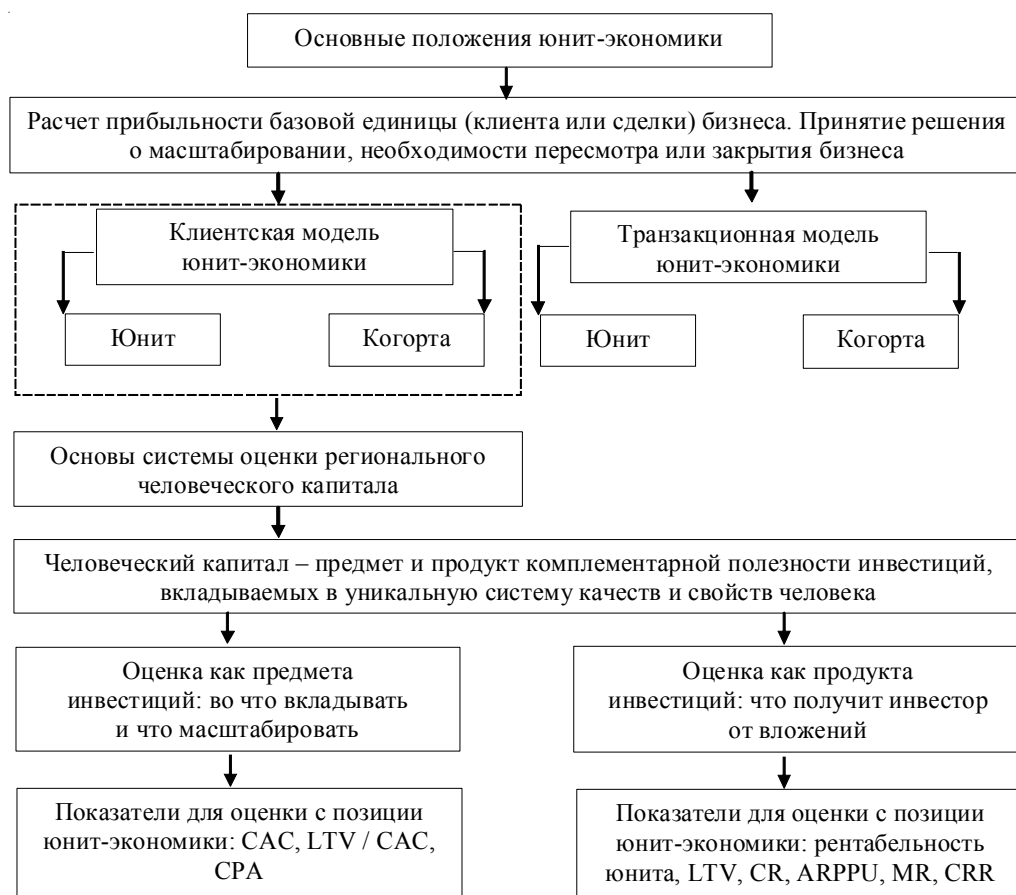 Основные положения юнит-экономики
Расчет прибыльности базовой единицы (клиента или сделки) бизнеса. Принятие решения
о масштабировании, необходимости пересмотра или закрытия бизнеса
Клиентская модель
юнит-экономики
Транзакционная модель
юнит-экономики
Юнит
Когорта
Юнит
Когорта
Основы системы оценки регионального
человеческого капитала
Человеческий капитал – предмет и продукт комплементарной полезности инвестиций,
вкладываемых в уникальную систему качеств и свойств человека
Оценка как предмета
инвестиций: во что вкладывать
и что масштабировать
Оценка как продукта
инвестиций: что получит инвестор
от вложений
Показатели для оценки с позиции
юнит-экономики: CAC, LTV / CAC,
CPA
Показатели для оценки с позиции
юнит-экономики: рентабельность
юнита, LTV, CR, ARPPU, MR, CRR